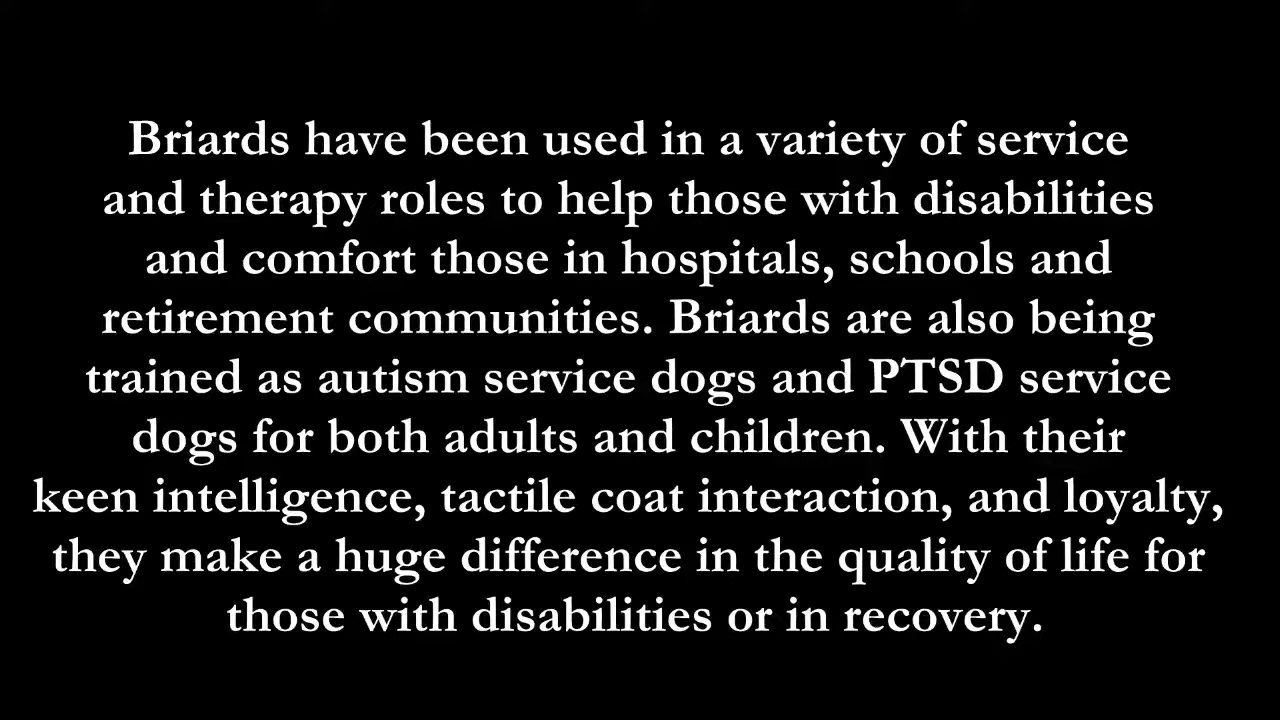 Briards have been used in a variety of service
and therapy roles to help those with disabilities
and comfort those in hospitals, schools and
retirement communities. Briards are also being
trained as autism service dogs and PTSD service
dogs for both adults and children. With their
keen intelligence, tactile coat interaction, and loyalty,
they make a huge difference in the quality of life for
those with disabilities or in recovery.